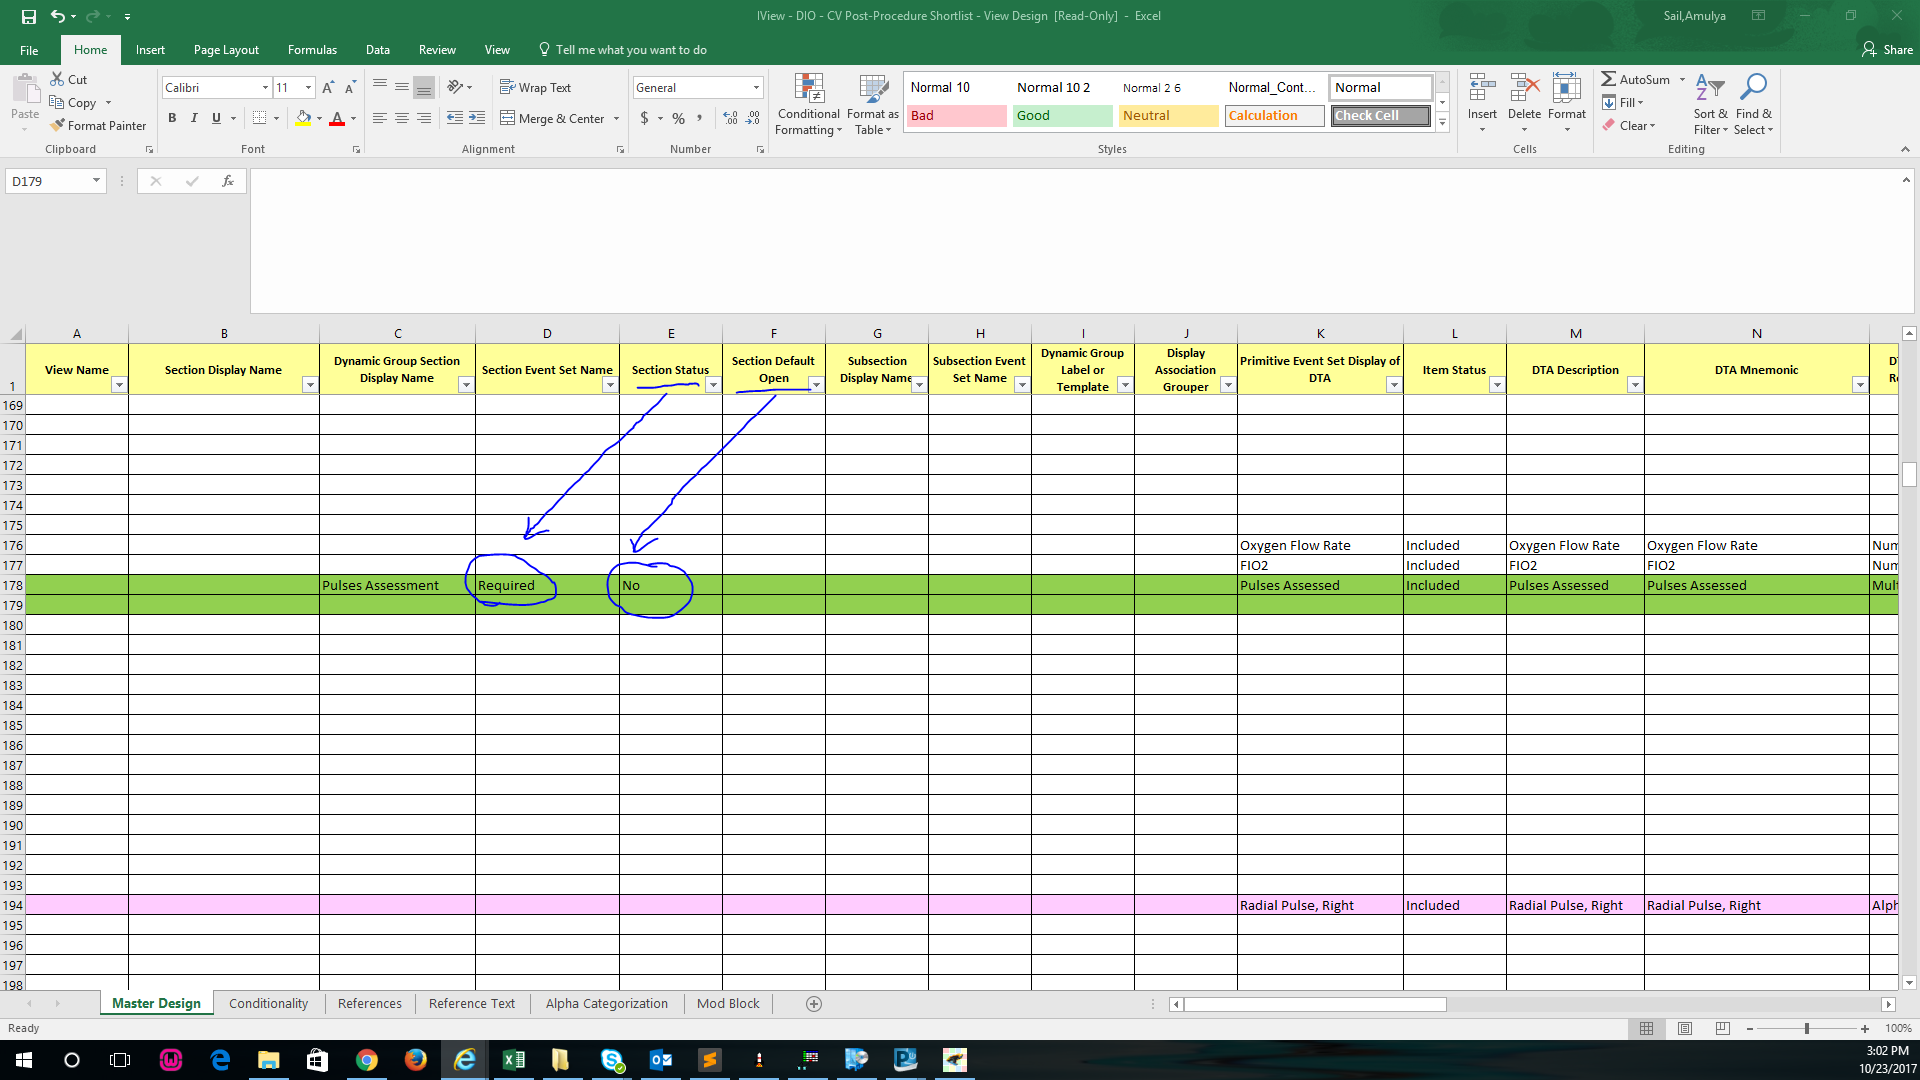 IView - DIO - CV Post-Procedure Shortlist - View Design [Read-Only] - Excel
Sail,Amulya
File Home Insert Page Layout Formulas Data Review View Tell me what you want to do Share
Paste Cut Copy Format Painter Clipboard
Calibri 11 B I U A A A Font
Wrap Text Merge & Center Alignment
General $ % , Number
Conditional Formatting Format as Table
Normal 10 Normal 10 2 Normal 2 6 Normal_Cont... Normal
Bad Good Neutral Calculation Check Cell
Styles
Insert Delete Format Cells
AutoSum Fill Clear Sort & Filter Find & Select Editing
D179 fx
A B C D E F G H I J K L M N
1 View Name Section Display Name Dynamic Group Section Display Name Section Event Set Name Section Status Section Default Open Subsection Display Name Subsection Event Set Name Dynamic Group Label or Template Display Association Grouper Primitive Event Set Display of DTA Item Status DTA Description DTA Mnemonic
169
170
171
172
173
174
175
176 Oxygen Flow Rate Included Oxygen Flow Rate Oxygen Flow Rate Num
177 FIO2 Included FIO2 FIO2 Num
178 Pulses Assessment Required No Pulses Assessed Included Pulses Assessed Pulses Assessed Mult
179
180
181
182
183
184
185
186
187
188
189
190
191
192
193
194 Radial Pulse, Right Included Radial Pulse, Right Radial Pulse, Right Alph
195
196
197
198
Master Design Conditionality References Reference Text Alpha Categorization Mod Block
Ready 100%
3:02 PM
10/23/2017